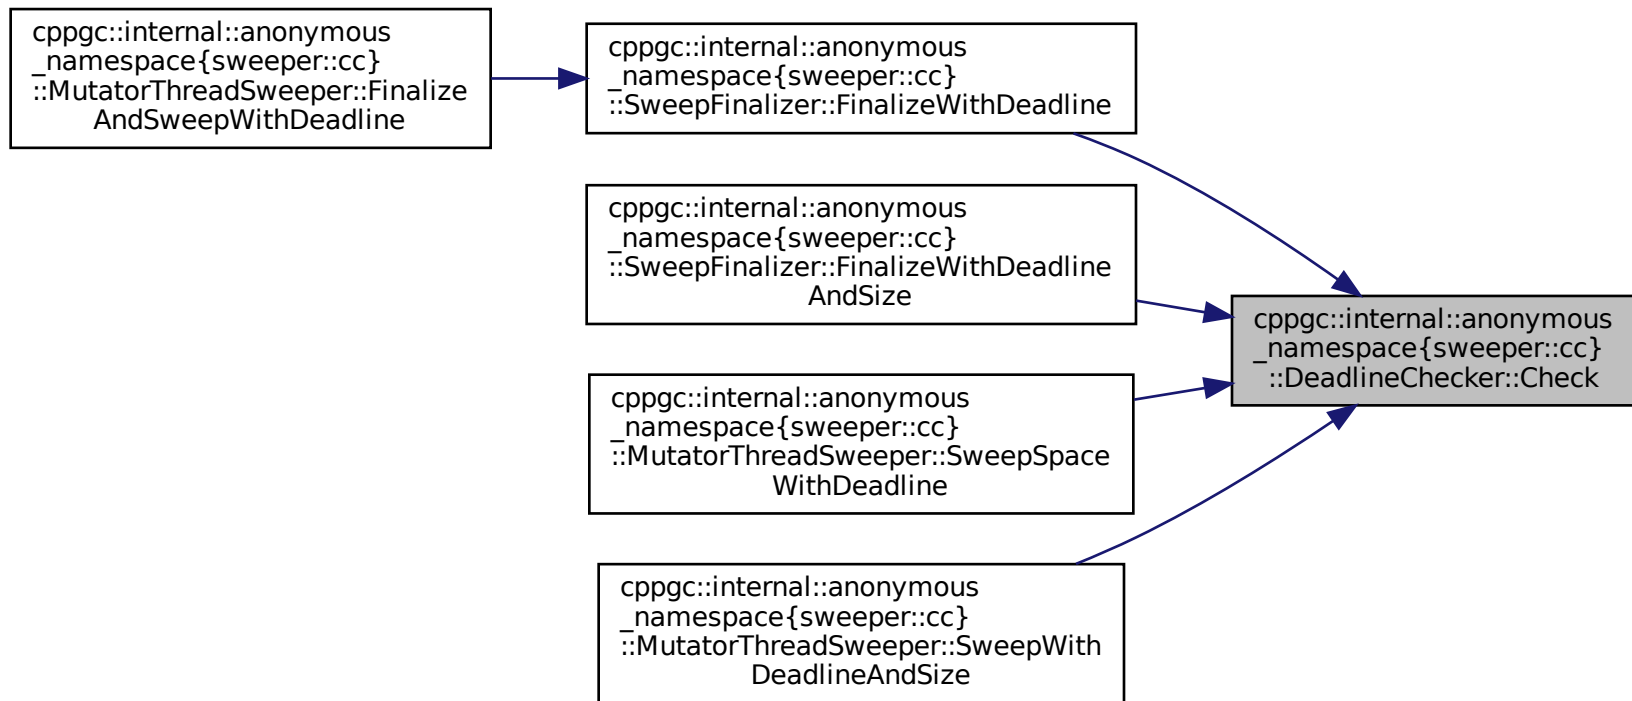 cppgc::internal::anonymous
_namespace{sweeper::cc}
::MutatorThreadSweeper::Finalize
AndSweepWithDeadline
cppgc::internal::anonymous
_namespace{sweeper::cc}
::SweepFinalizer::FinalizeWithDeadline
cppgc::internal::anonymous
_namespace{sweeper::cc}
::SweepFinalizer::FinalizeWithDeadline
AndSize
cppgc::internal::anonymous
_namespace{sweeper::cc}
::MutatorThreadSweeper::SweepSpace
WithDeadline
cppgc::internal::anonymous
_namespace{sweeper::cc}
::MutatorThreadSweeper::SweepWith
DeadlineAndSize
cppgc::internal::anonymous
_namespace{sweeper::cc}
::DeadlineChecker::Check